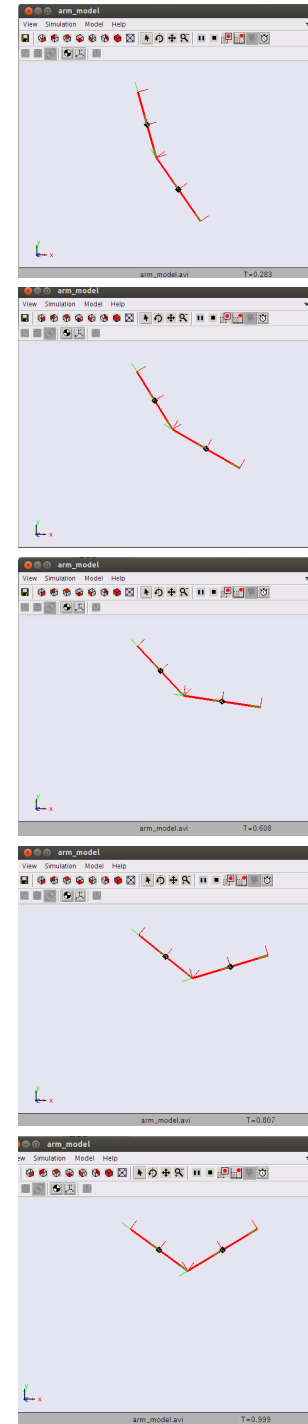 arm_model
View Simulation Model Help
y
x
arm_model.avi T=0.283
arm_model
View Simulation Model Help
y
x
arm_model
View Simulation Model Help
y
x
arm_model.avi T=0.608
arm_model
View Simulation Model Help
y
x
arm_model.avi T=0.807
arm_model
ew Simulation Model Help
y
x
arm_model.avi T=0.999